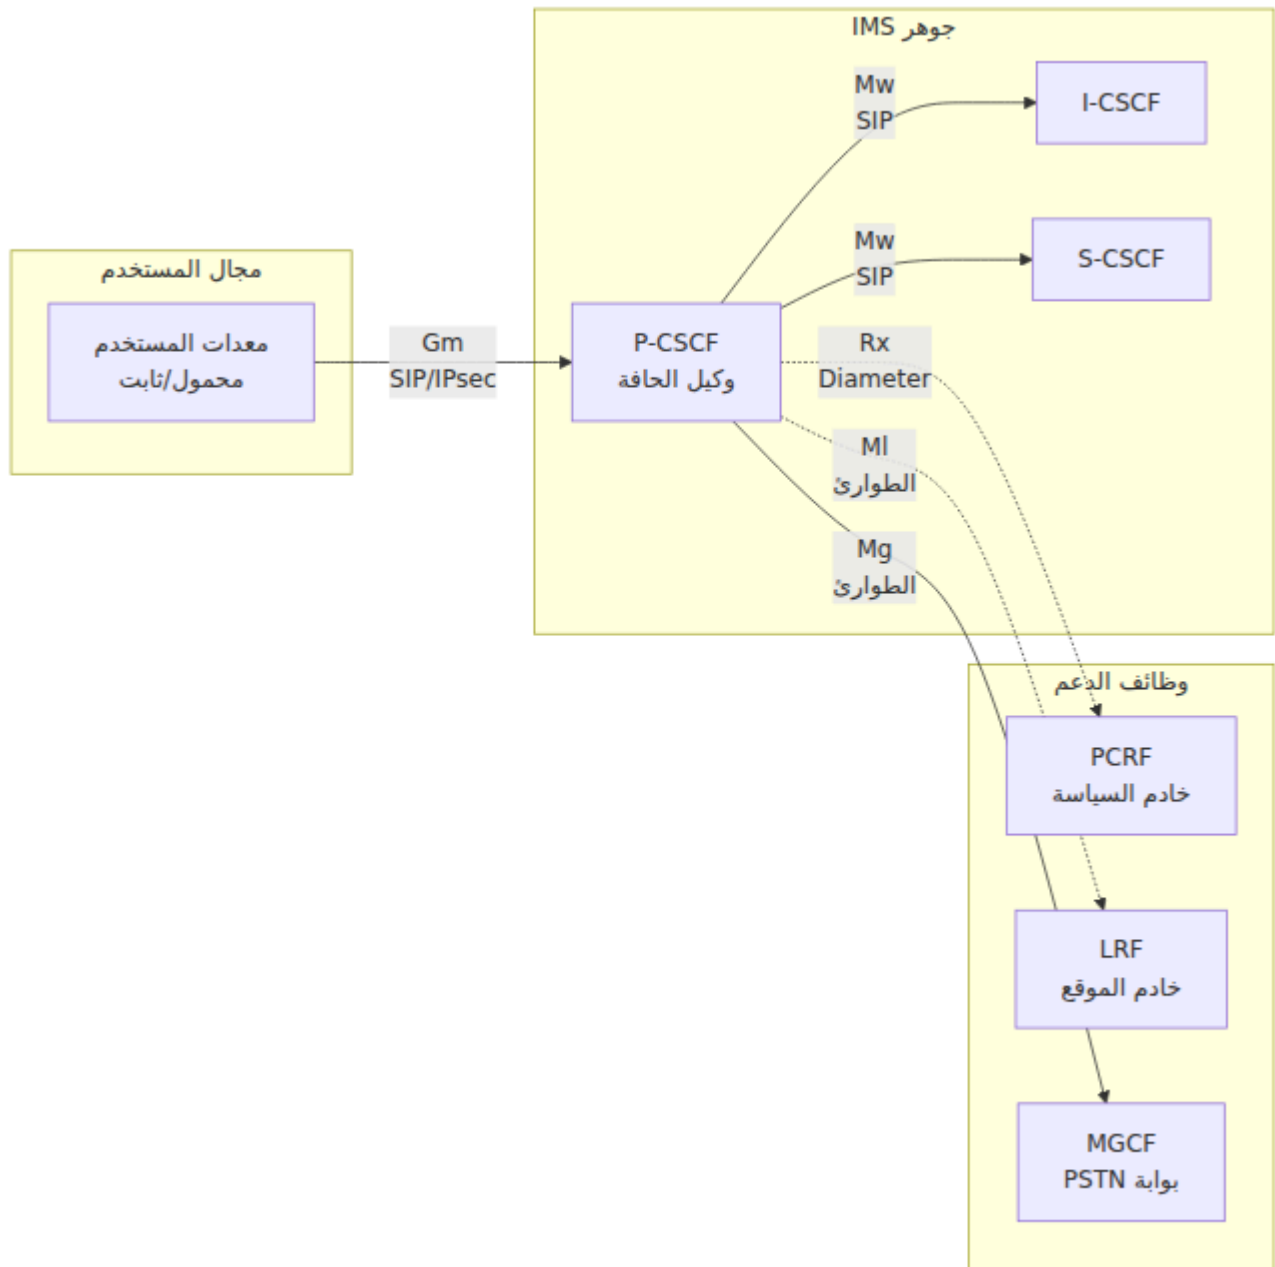 جوهر IMS
Mw
SIP
I-CSCF
Mw
SIP
S-CSCF
مجال المستخدم
معدات المستخدم
محمول/ثابت
Gm
SIP/IPsec
P-CSCF
وكيل الحافة
Rx
Diameter
Ml
الطوارئ
Mg
الطوارئ
وظائف الدعم
PCRF
خادم السياسة
LRF
خادم الموقع
MGCF
بوابة PSTN